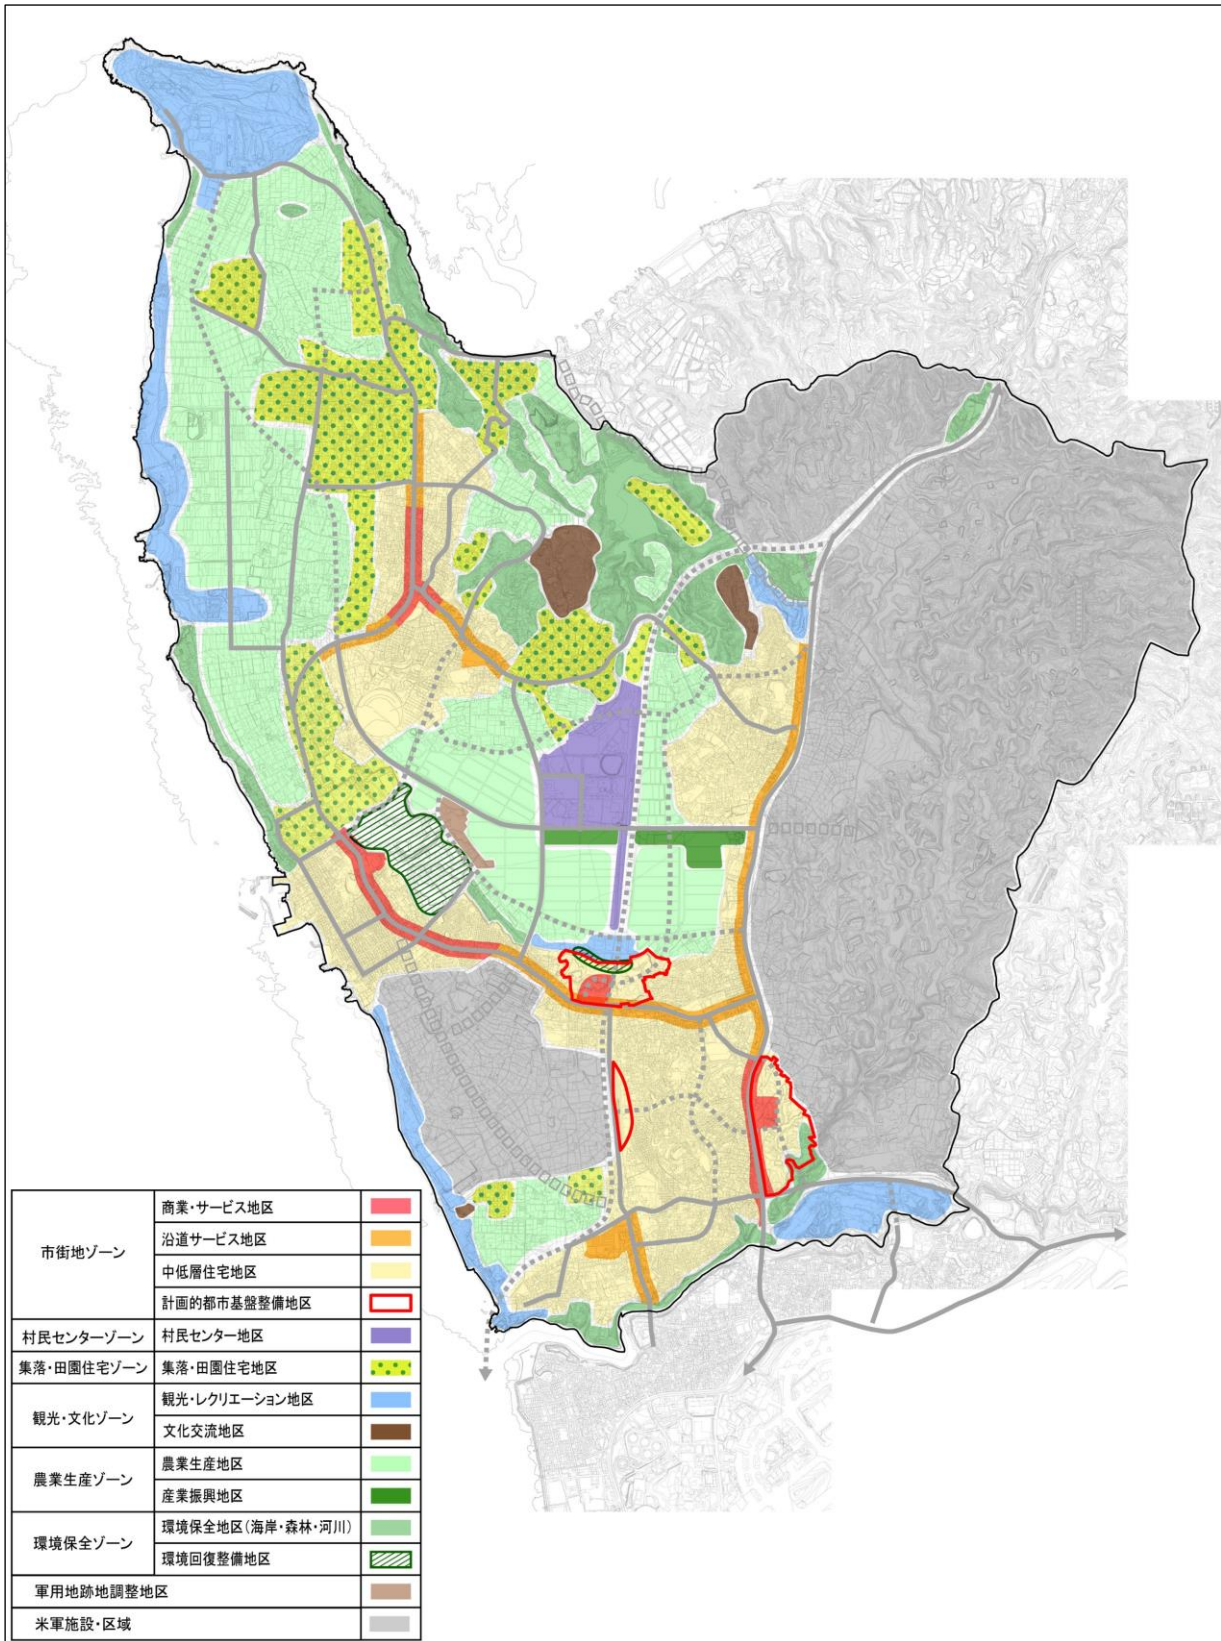 市街地ゾーン
商業・サービス地区
沿道サービス地区
中低層住宅地区
計画的都市基盤整備地区
村民センターゾーン
村民センター地区
集落・田園住宅ゾーン
集落・田園住宅地区
観光・文化ゾーン
観光・レクリエーション地区
文化交流地区
農業生産ゾーン
農業生産地区
産業振興地区
環境保全ゾーン
環境保全地区(海岸・森林・河川)
環境回復整備地区
軍用地跡地調整地区
米軍施設・区域